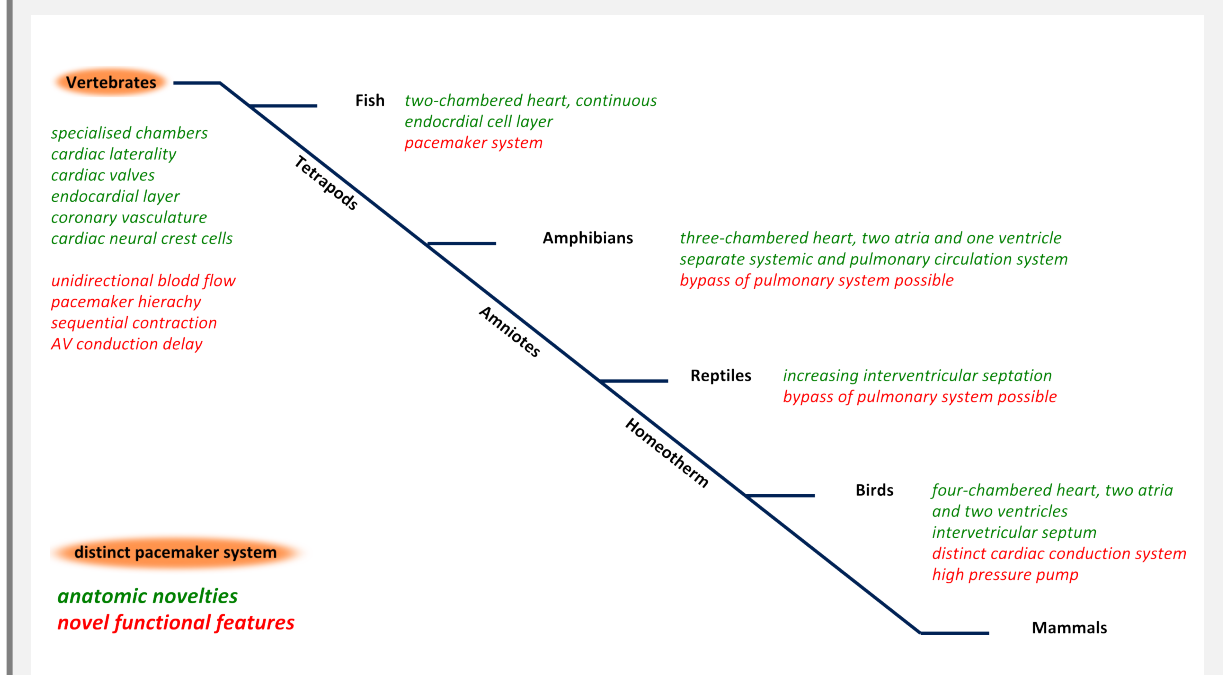 Vertebrates
specialised chambers
cardiac laterality
cardiac valves
endocardial layer
coronary vasculature
cardiac neural crest cells
unidirectional blodd flow
pacemaker hierachy
sequential contraction
AV conduction delay
Fish
two-chambered heart, continuous
endocrdial cell layer
pacemaker system
Tetrapods
Amphibians
three-chambered heart, two atria and one ventricle
separate systemic and pulmonary circulation system
bypass of pulmonary system possible
Amniotes
Reptiles
increasing interventricular septation
bypass of pulmonary system possible
Homeotherm
Birds
four-chambered heart, two atria
and two ventricles
intervetricular septum
distinct cardiac conduction system
high pressure pump
Mammals
distinct pacemaker system
anatomic novelties
novel functional features